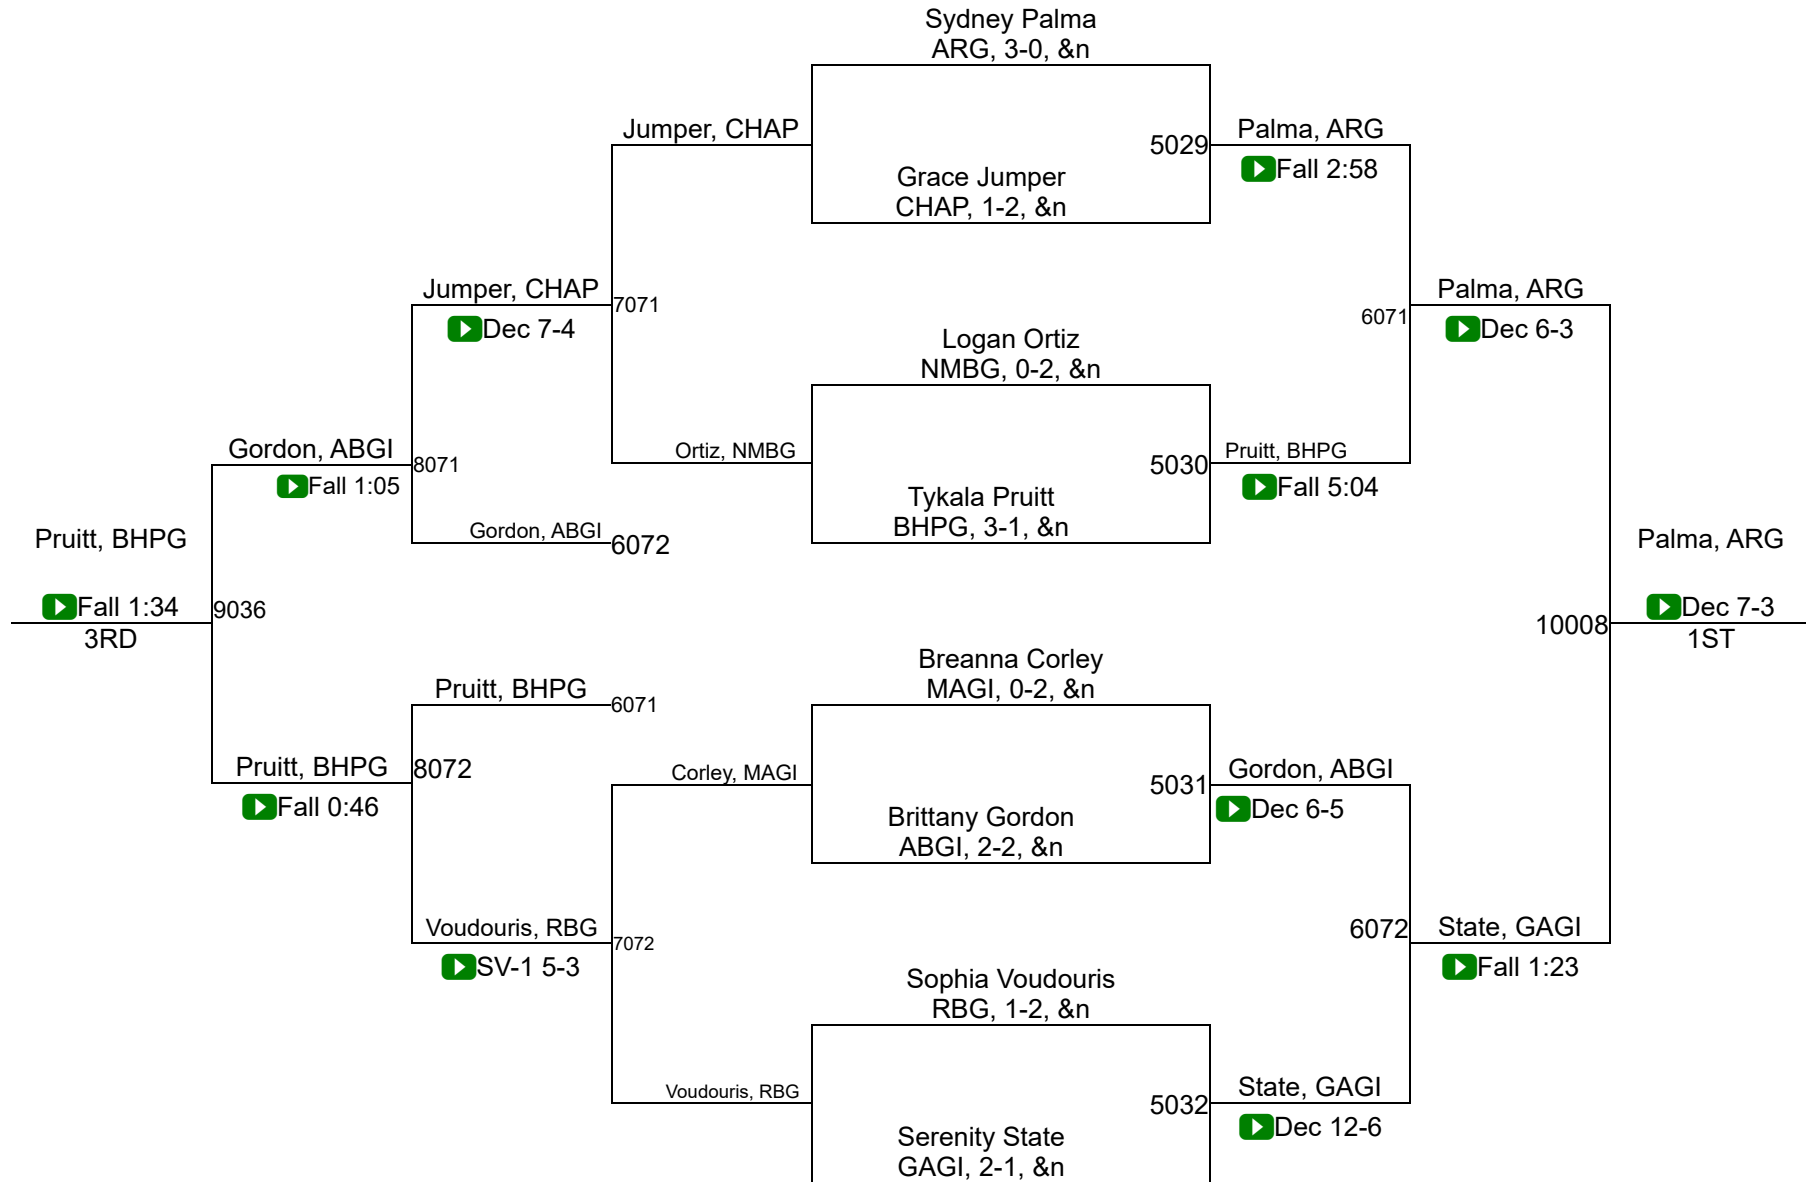 Sydney Palma
ARG, 3-0, &n
Jumper, CHAP
5029
Palma, ARG
Fall 2:58
Grace Jumper
CHAP, 1-2, &n
Jumper, CHAP
7071
Dec 7-4
Palma, ARG
6071
Dec 6-3
Logan Ortiz
NMBG, 0-2, &n
Gordon, ABGI
8071
Fall 1:05
Ortiz, NMBG
5030
Pruitt, BHPG
Fall 5:04
Tykala Pruitt
BHPG, 3-1, &n
Gordon, ABGI
6072
Pruitt, BHPG
Palma, ARG
Fall 1:34
9036
3RD
10008
Dec 7-3
1ST
Breanna Corley
MAGI, 0-2, &n
Pruitt, BHPG
6071
Pruitt, BHPG
8072
Fall 0:46
Corley, MAGI
5031
Gordon, ABGI
Dec 6-5
Brittany Gordon
ABGI, 2-2, &n
Voudouris, RBG
7072
SV-1 5-3
6072
State, GAGI
Fall 1:23
Sophia Voudouris
RBG, 1-2, &n
Voudouris, RBG
5032
State, GAGI
Dec 12-6
Serenity State
GAGI, 2-1, &n